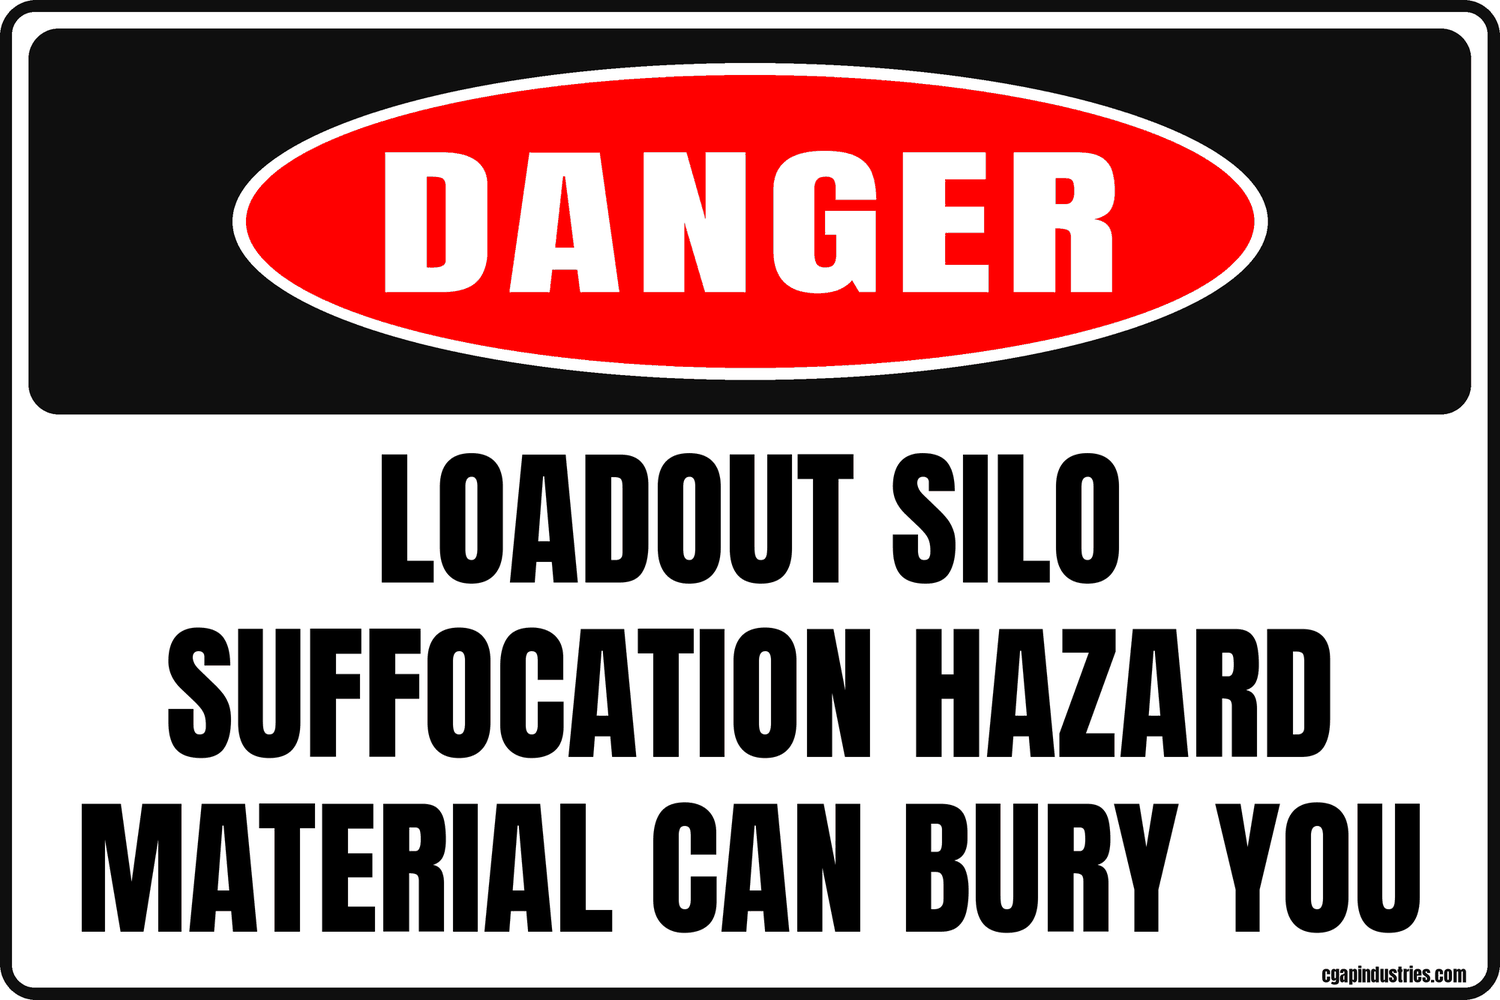 DANGER
LOADOUT SILO
SUFFOCATION HAZARD
MATERIAL CAN BURY YOU
cgapindustries.com